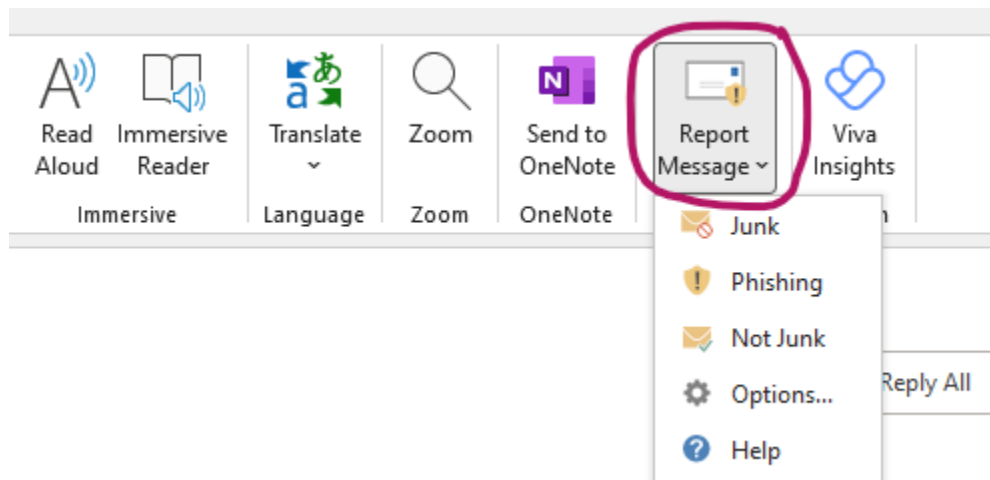 Read
Aloud
Immersive
Reader
Translate
Zoom
Send to
OneNote
Report
Message
Viva
Insights
Immersive
Language
Zoom
OneNote
Junk
Phishing
Not Junk
Options...
Help
Reply All